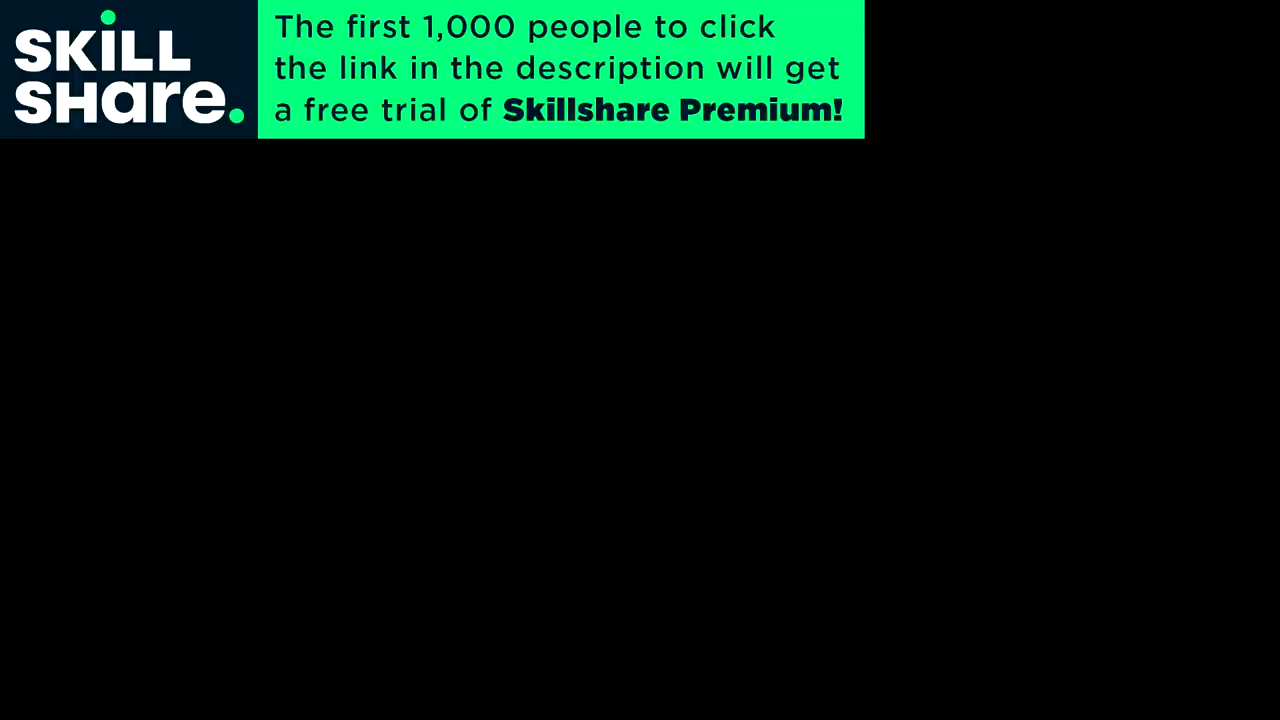 SKILL
SHare.
The first 1,000 people to click
the link in the description will get
a free trial of Skillshare Premium!